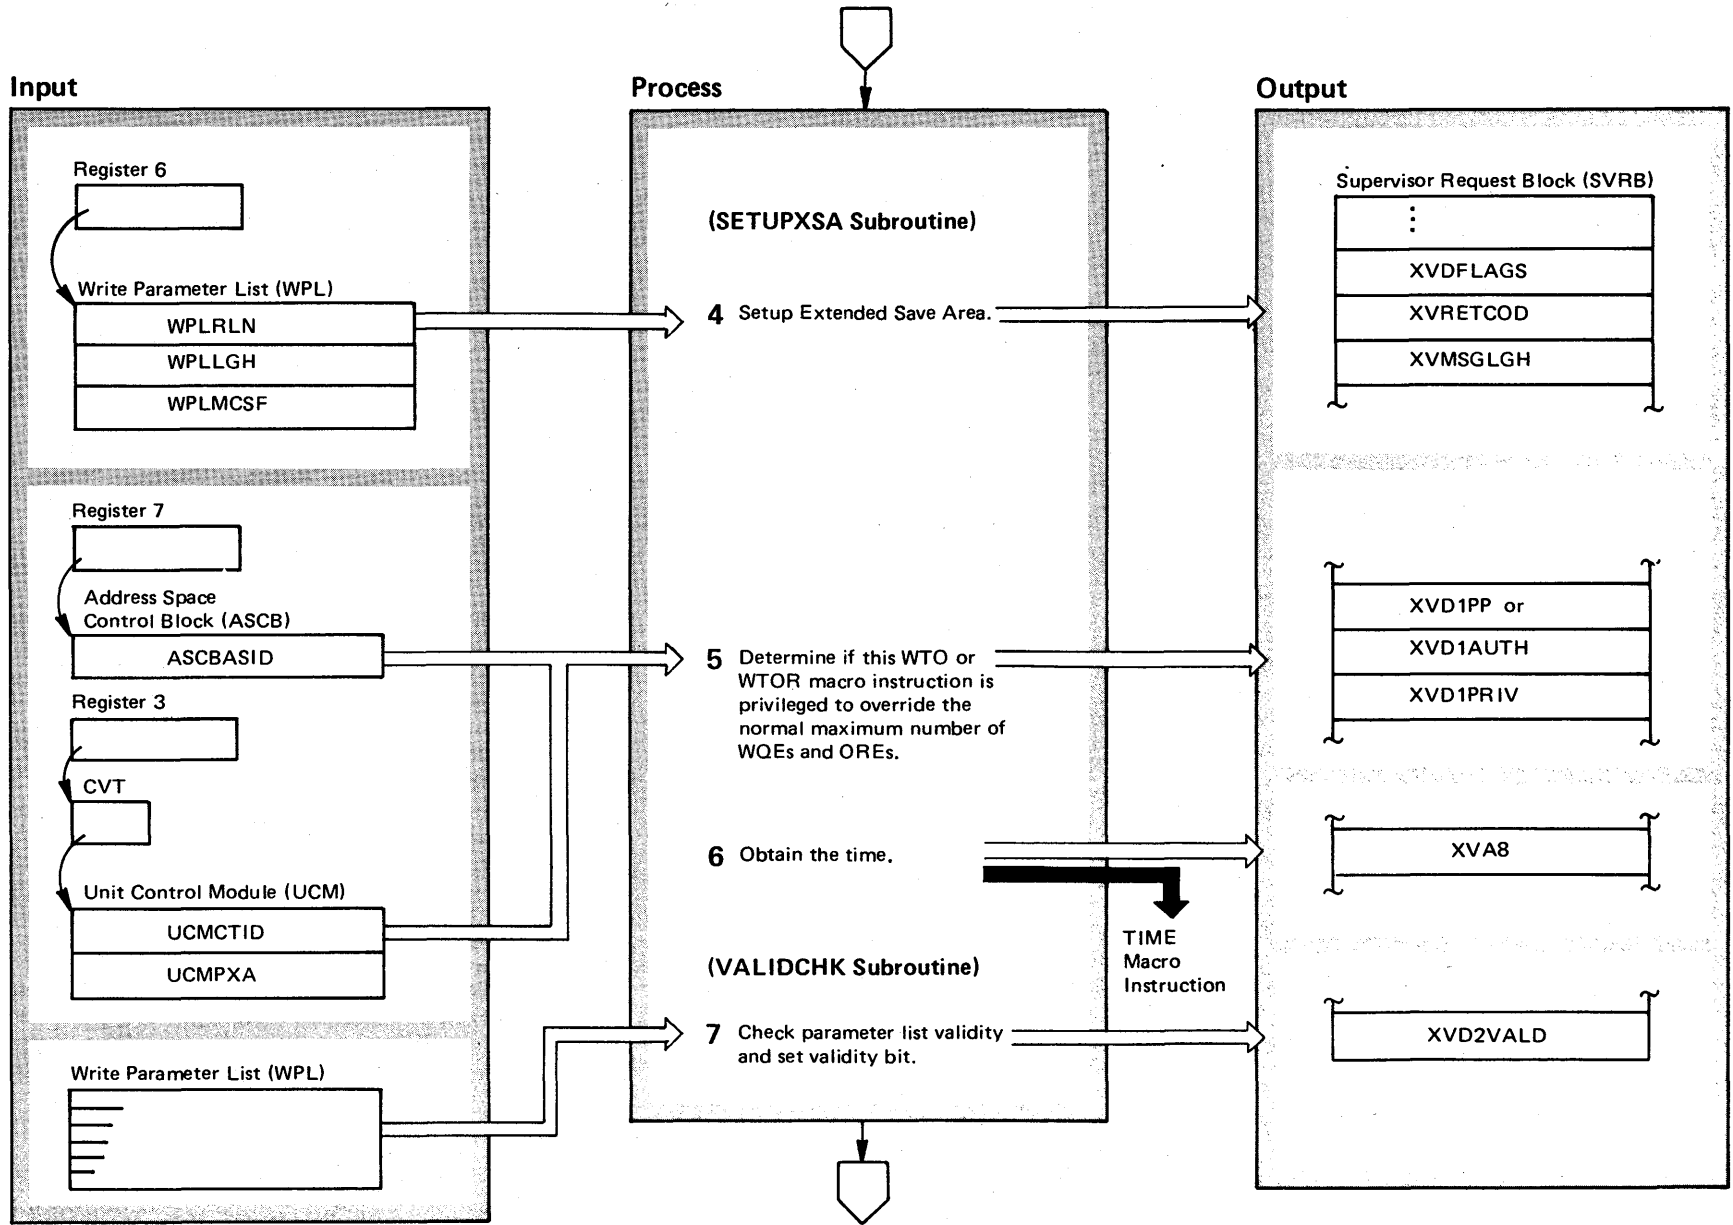 Input
Register 6
Write Parameter List (WPL)
WPLRLN
WPLLGH
WPLMCSF
Register 7
Address Space
Control Block (ASCB)
ASCBASID
Register 3
CVT
Unit Control Module (UCM)
UCMCTID
UCMPXA
Write Parameter List (WPL)
Process
(SETUPXSA Subroutine)
4 Setup Extended Save Area.
5 Determine if this WTO or
WTOR macro instruction is
privileged to override the
normal maximum number of
WQEs and OREs.
6 Obtain the time.
TIME
Macro
Instruction
(VALIDCHK Subroutine)
7 Check parameter list validity
and set validity bit.
Output
Supervisor Request Block (SVRB)
XVDFLAGS
XVRETCOD
XVMSGLGH
XVD1PP or
XVD1AUTH
XVD1PRIV
XVA8
XVD2VALD